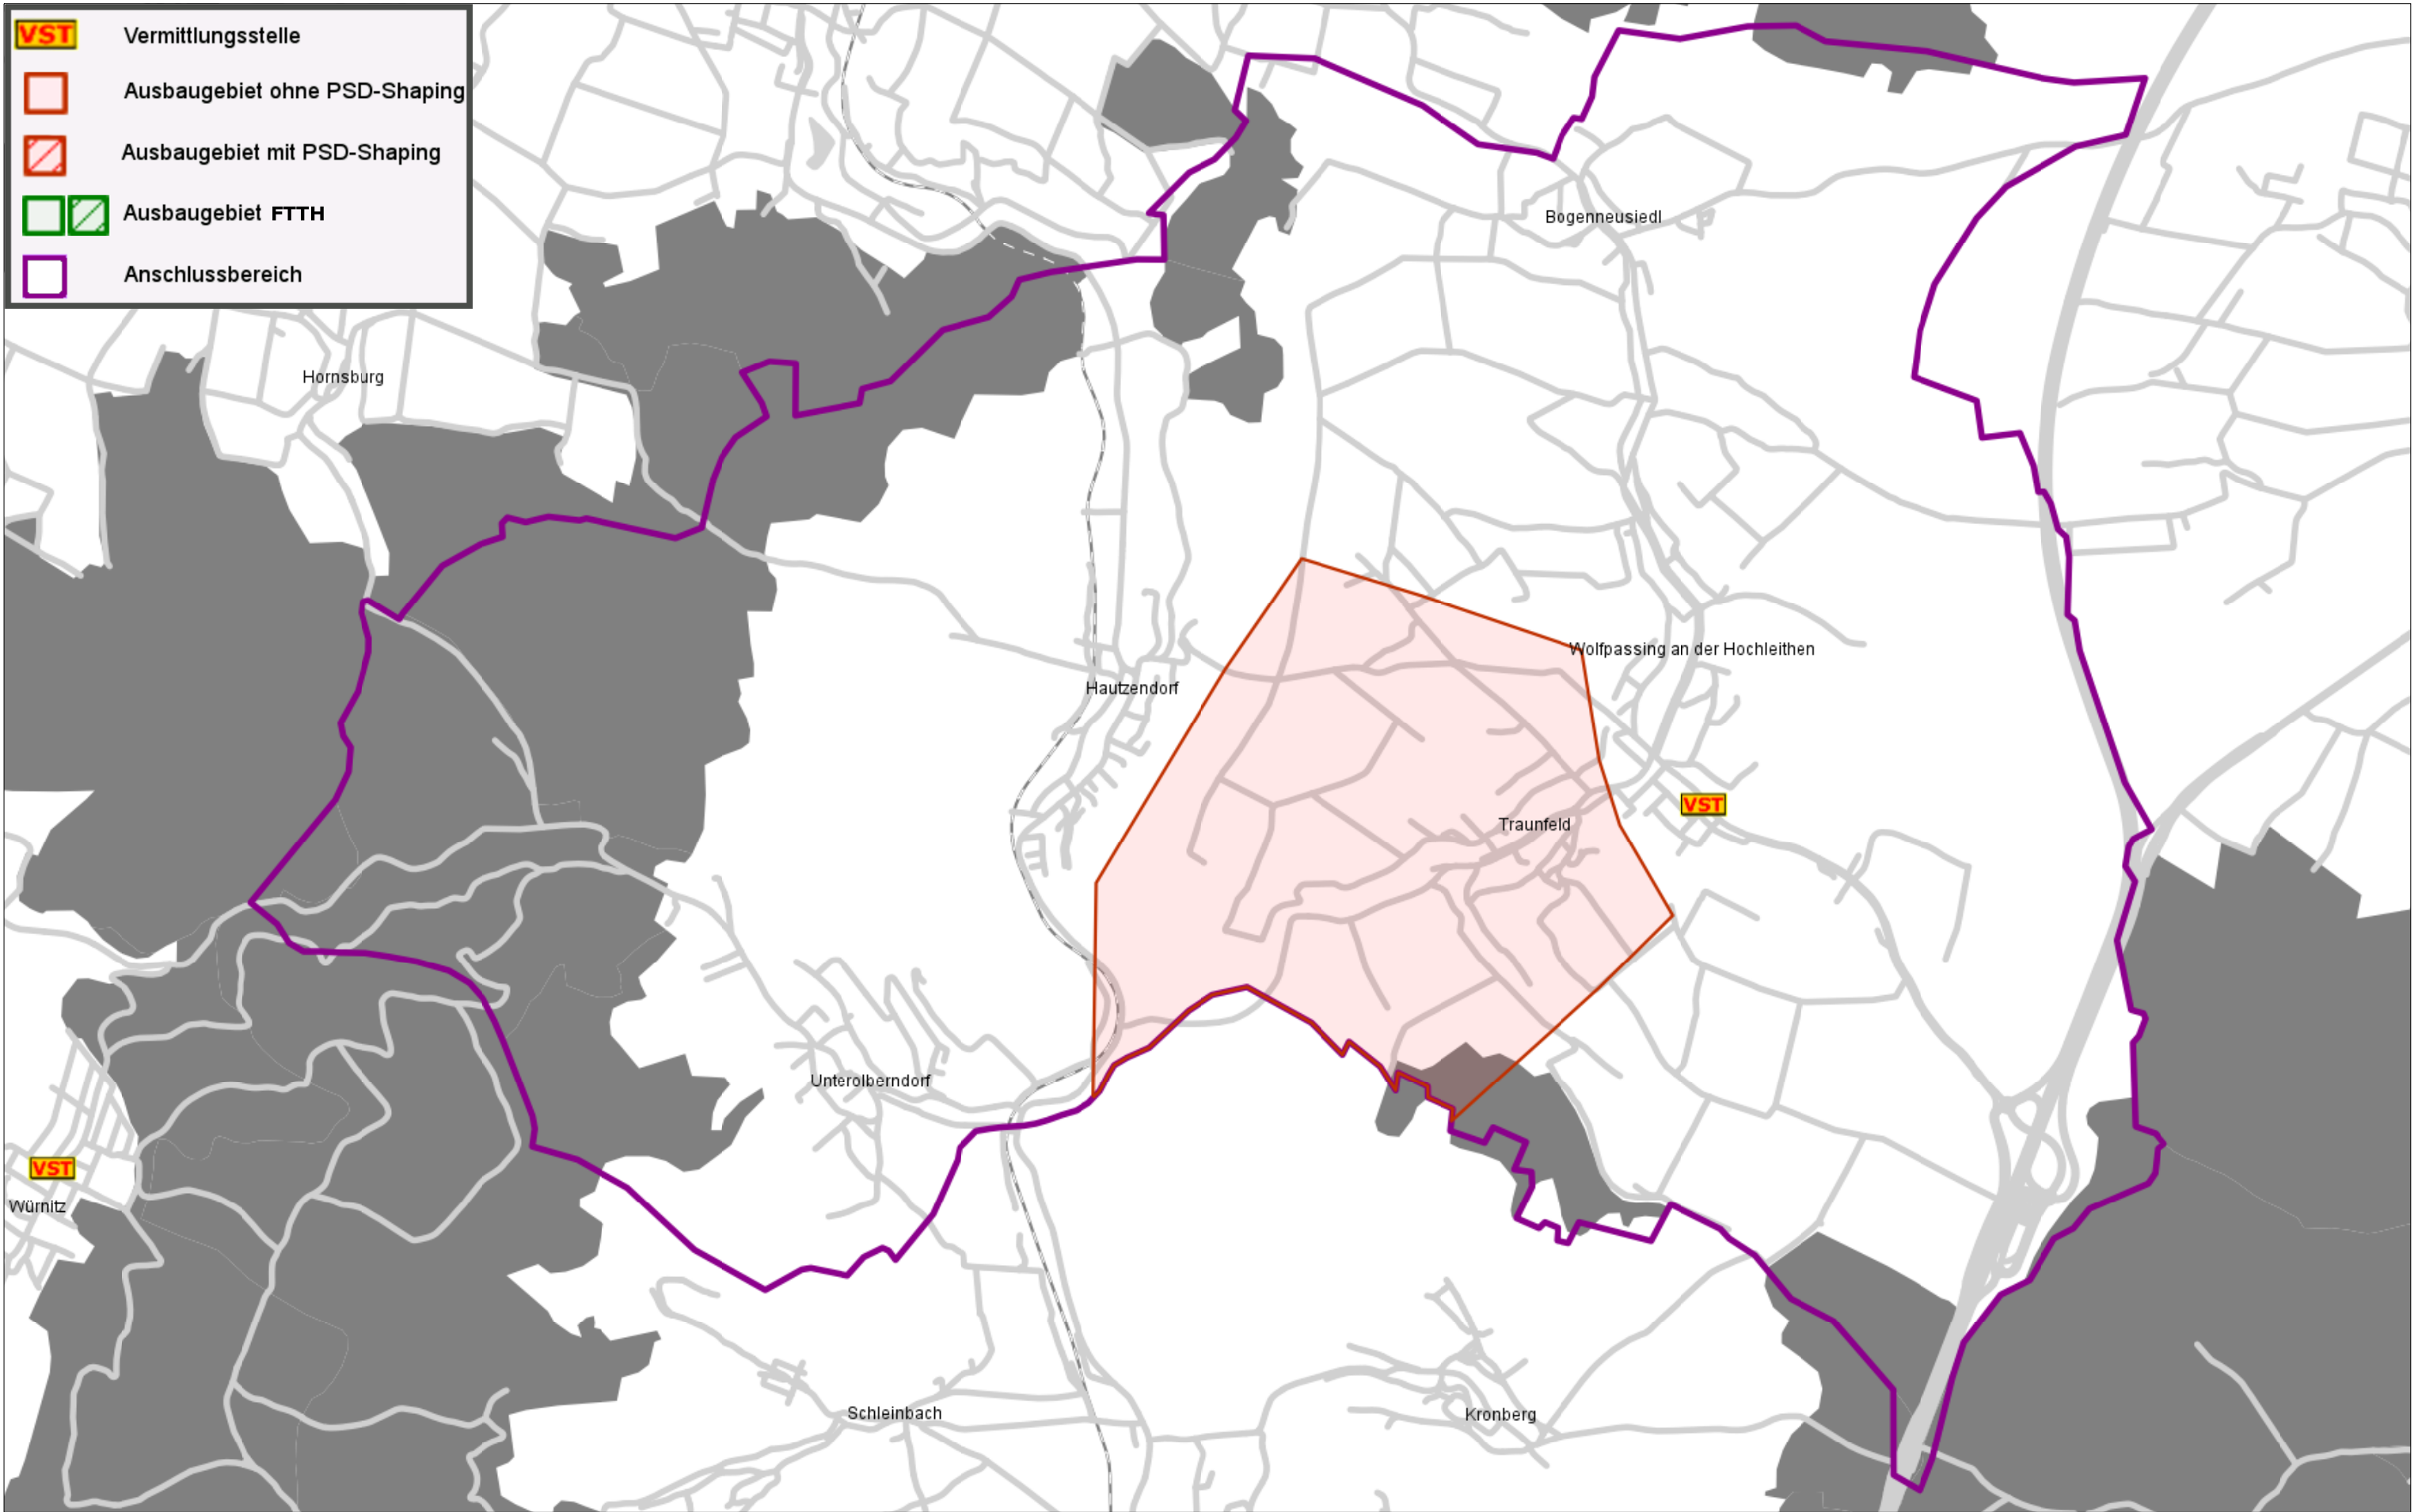 VST Vermittlungsstelle
Ausbaugebiet ohne PSD-Shaping
Ausbaugebiet mit PSD-Shaping
Ausbaugebiet FTTH
Anschlussbereich
Bogenneusiedl
Hornsburg
Wolfpassing an der Hochleithen
Hautzendorf
VST
Traunfeld
Unterolberndorf
VST
Würnitz
Schleinbach
Kronberg